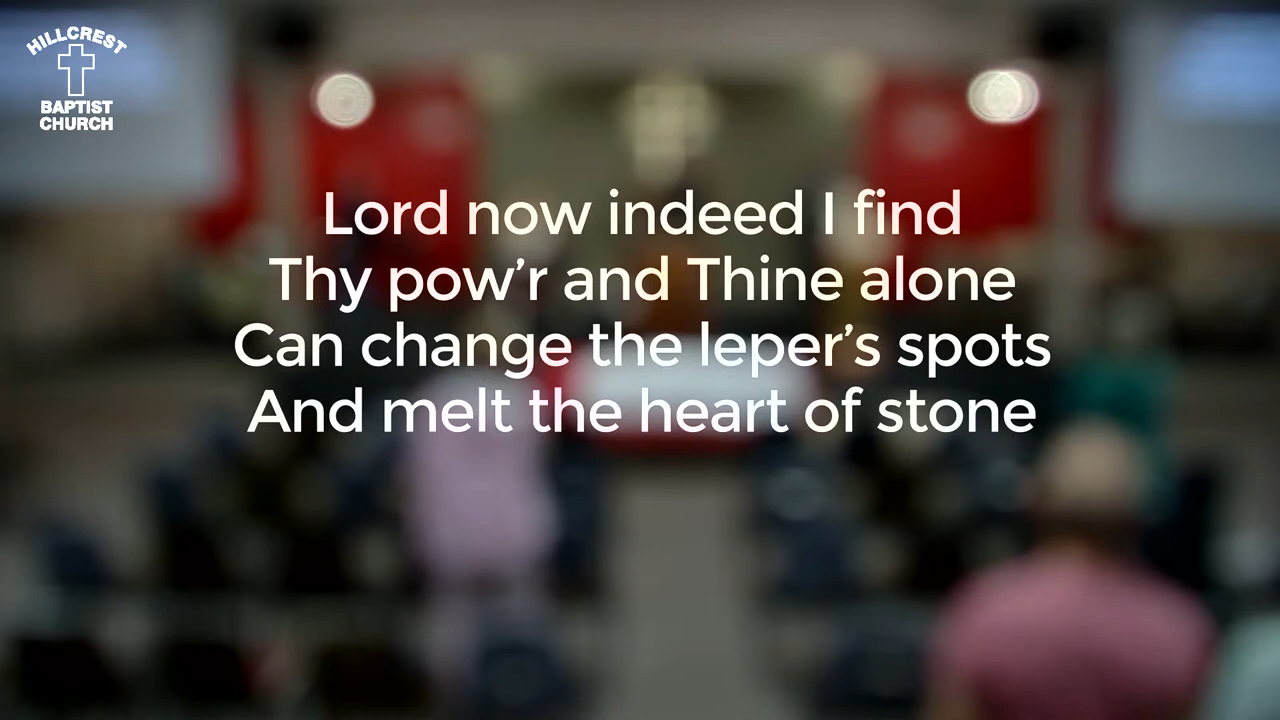 HILLCREST
BAPTIST
CHURCH
Lord now indeed I find
Thy pow’r and Thine alone
Can change the leper’s spots
And melt the heart of stone